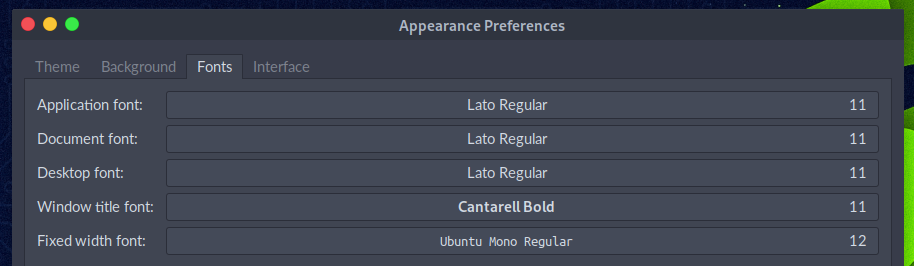 Appearance Preferences
Theme Background Fonts Interface
Application font: Lato Regular 11
Document font: Lato Regular 11
Desktop font: Lato Regular 11
Window title font: Cantarell Bold 11
Fixed width font: Ubuntu Mono Regular 12